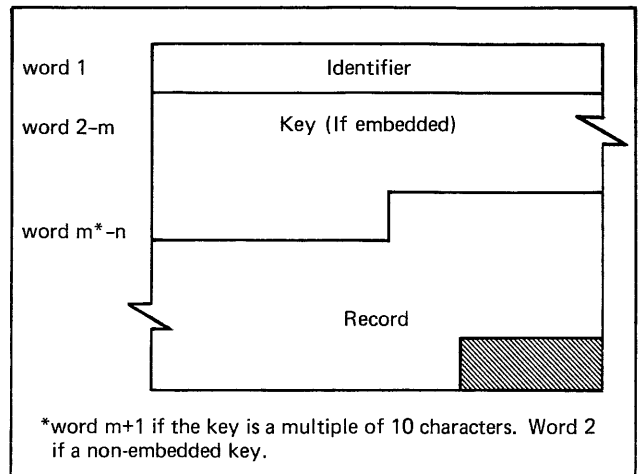 word 1 Identifier
word 2-m Key (If embedded)
word m*-n
Record
*word m+1 if the key is a multiple of 10 characters. Word 2
if a non-embedded key.